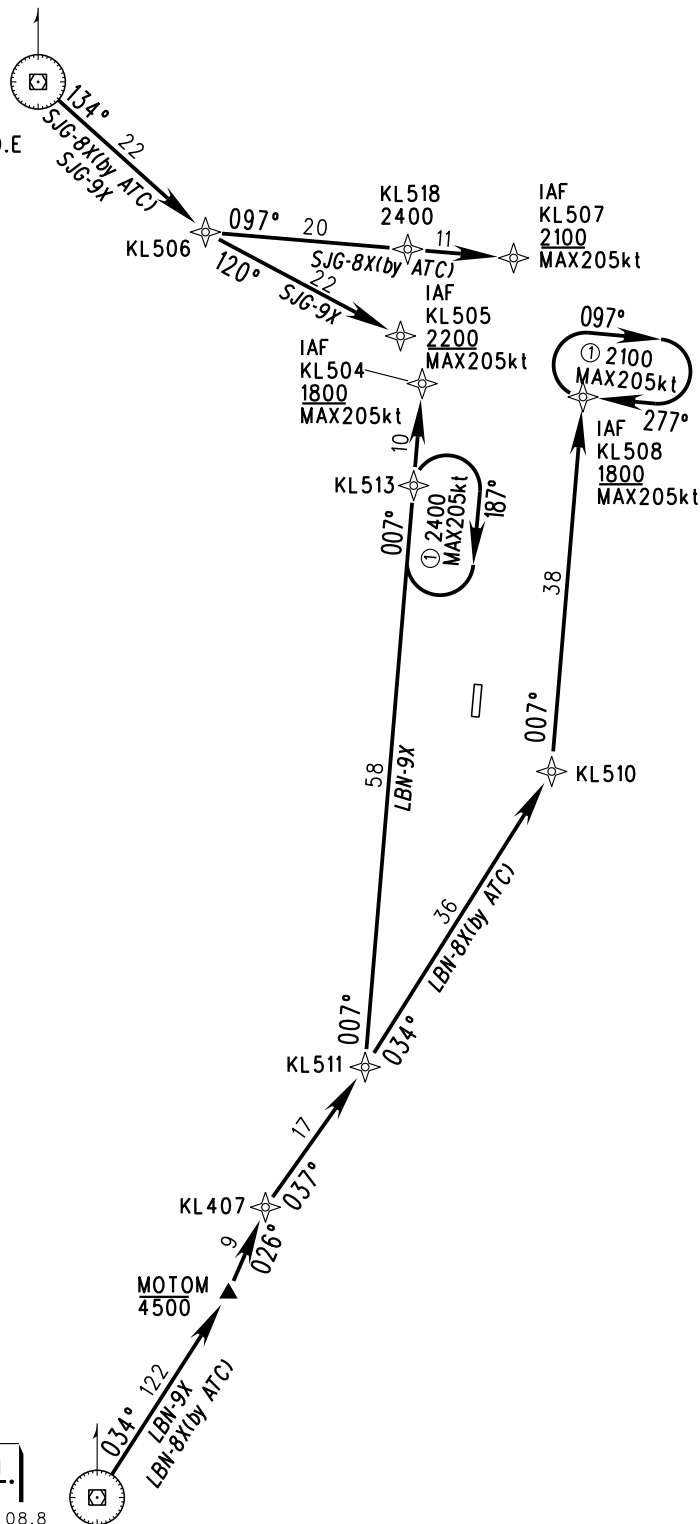 134°
22
SJG-8X(by ATC)
SJG-9X
).E
KL506
097°
20
SJG-8X(by ATC)
KL518
2400
11
IAF
KL507
2100
MAX205kt
120°
22
SJG-9X
IAF
KL505
2200
MAX205kt
IAF
KL504
1800
MAX205kt
097°
① 2100
MAX205kt
277°
IAF
KL508
1800
MAX205kt
10
KL513
007°
① 2400
MAX205kt
187°
38
007°
KL510
58
LBN-9X
36
LBN-8X(by ATC)
007°
034°
KL511
17
037°
KL407
9
026°
MOTOM
4500
034°
122
LBN-9X
LBN-8X(by ATC)
08.8